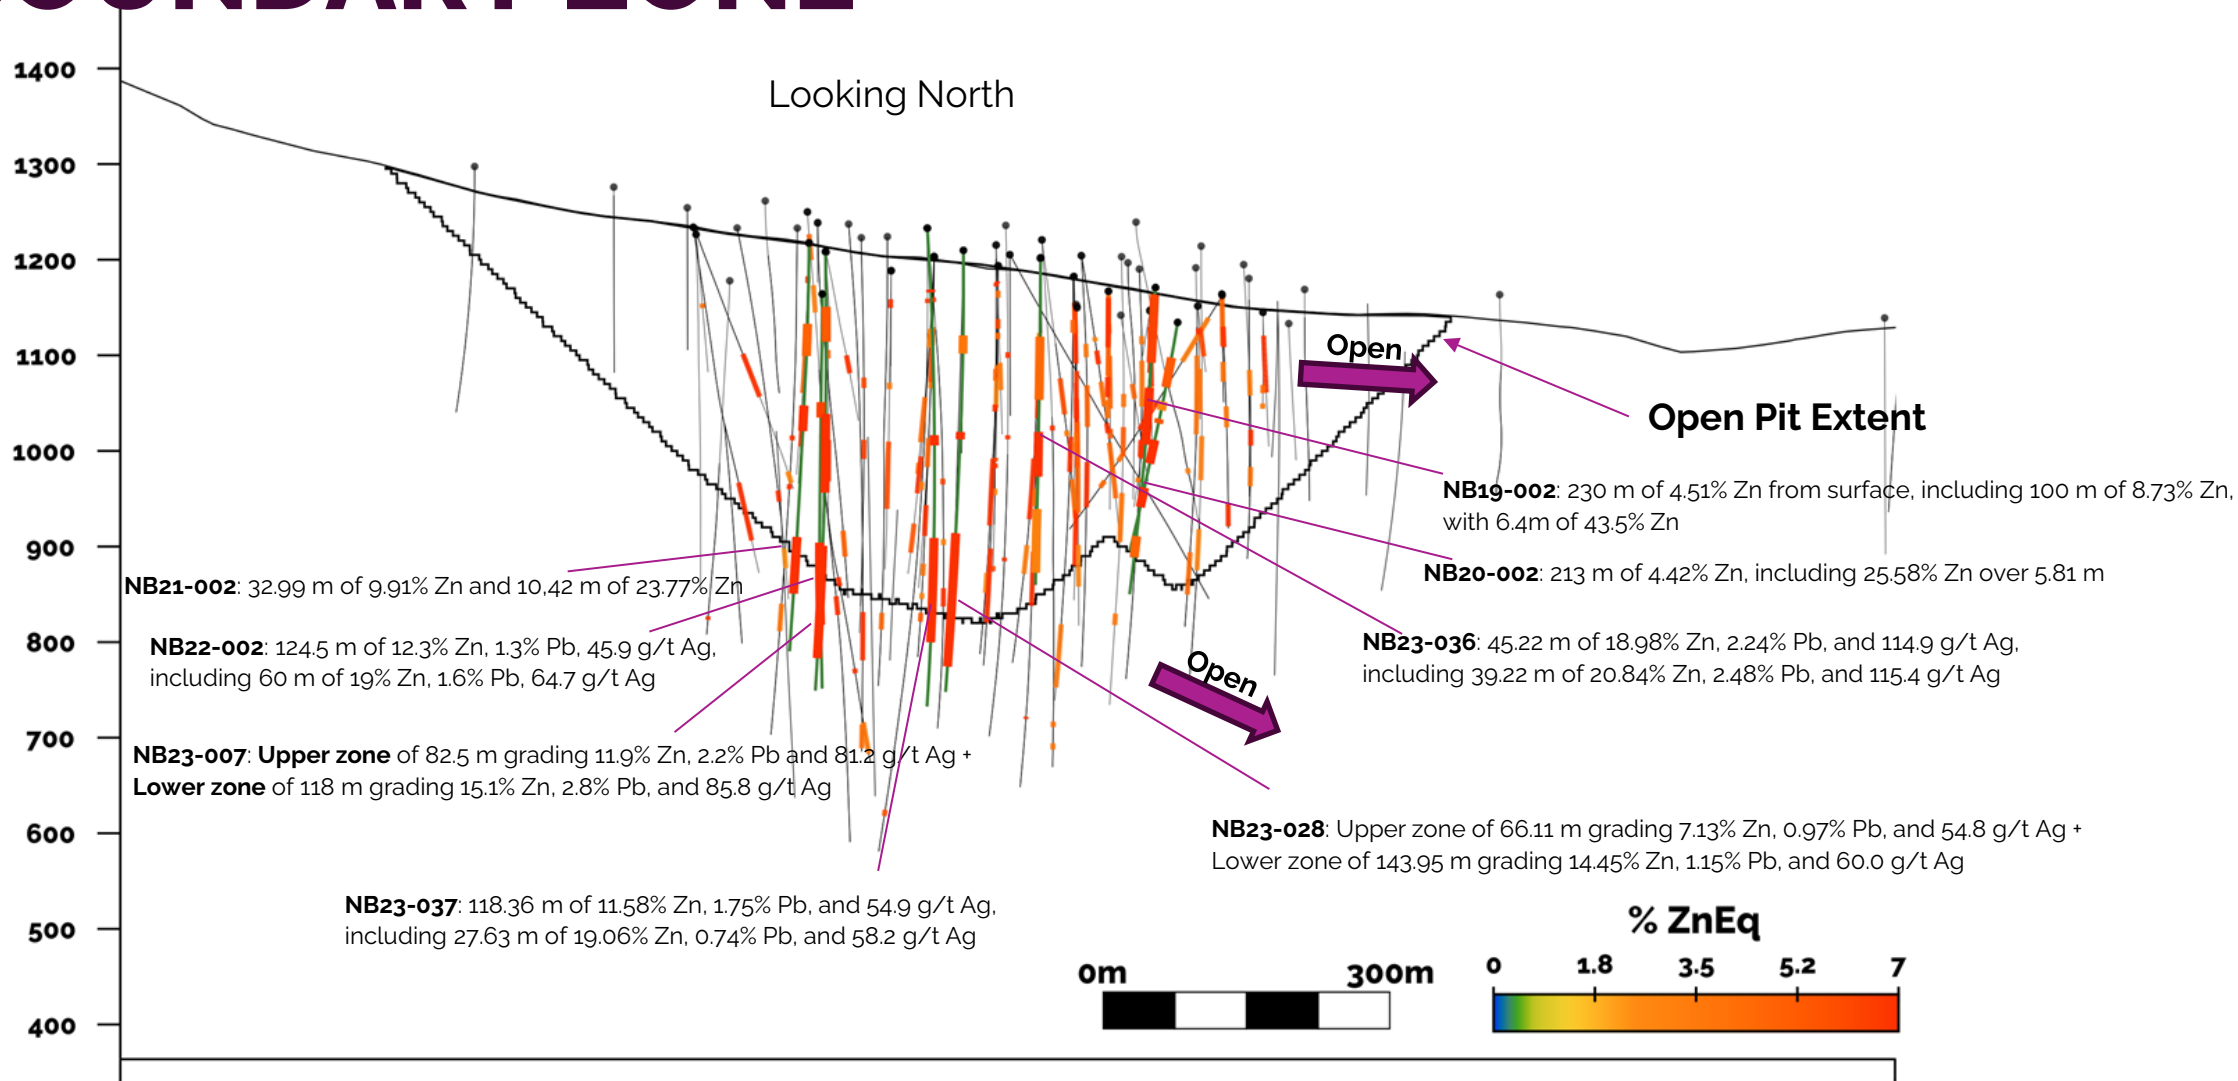 Looking North
1400
1300
1200
1100
1000
900
800
700
600
500
400
Open
Open Pit Extent
NB19-002: 230 m of 4.51% Zn from surface, including 100 m of 8.73% Zn,
with 6.4m of 43.5% Zn
NB20-002: 213 m of 4.42% Zn, including 25.58% Zn over 5.81 m
NB21-002: 32.99 m of 9.91% Zn and 10,42 m of 23.77% Zn
NB22-002: 124.5 m of 12.3% Zn, 1.3% Pb, 45.9 g/t Ag,
including 60 m of 19% Zn, 1.6% Pb, 64.7 g/t Ag
NB23-036: 45.22 m of 18.98% Zn, 2.24% Pb, and 114.9 g/t Ag,
including 39.22 m of 20.84% Zn, 2.48% Pb, and 115.4 g/t Ag
Open
NB23-007: Upper zone of 82.5 m grading 11.9% Zn, 2.2% Pb and 81.2 g/t Ag +
Lower zone of 118 m grading 15.1% Zn, 2.8% Pb, and 85.8 g/t Ag
NB23-028: Upper zone of 66.11 m grading 7.13% Zn, 0.97% Pb, and 54.8 g/t Ag +
Lower zone of 143.95 m grading 14.45% Zn, 1.15% Pb, and 60.0 g/t Ag
NB23-037: 118.36 m of 11.58% Zn, 1.75% Pb, and 54.9 g/t Ag,
including 27.63 m of 19.06% Zn, 0.74% Pb, and 58.2 g/t Ag
% ZnEq
0m 300m
0 1.8 3.5 5.2 7